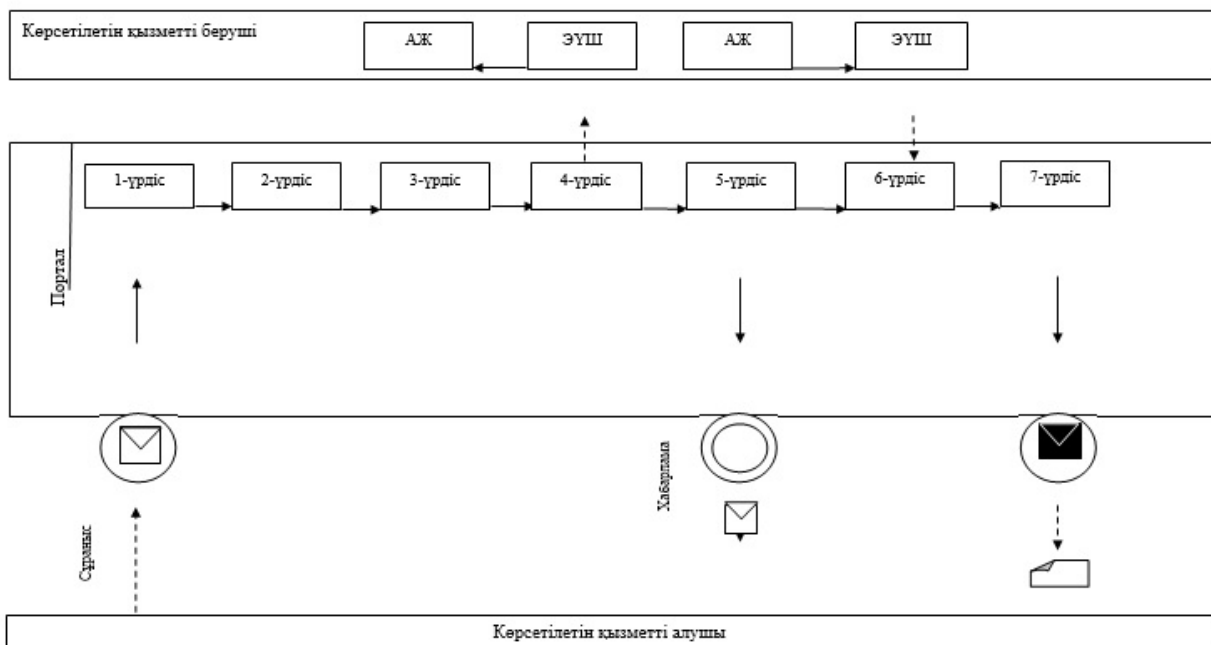 Көрсетілетін қызметті беруші
АЖ
ЭҮШ
АЖ
ЭҮШ
1-үрдіс
2-үрдіс
3-үрдіс
4-үрдіс
5-үрдіс
6-үрдіс
7-үрдіс
Портал
Хабарлама
Сұраныс
Көрсетілетін қызметті алушы